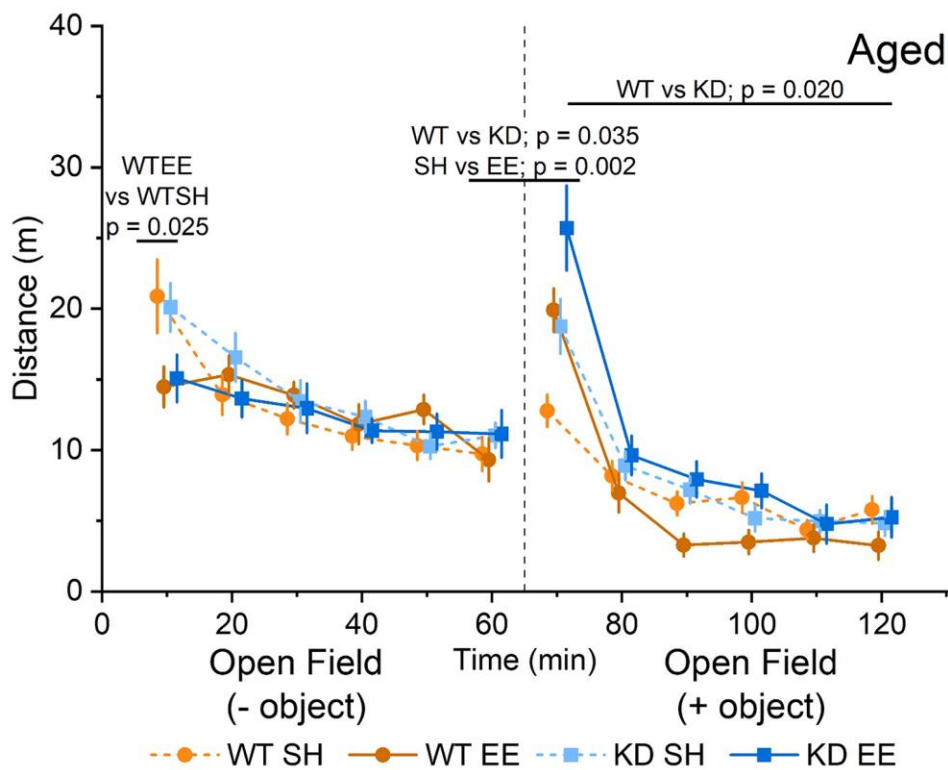 Aged
WT vs KD; p = 0.020
WT vs KD; p = 0.035
SH vs EE; p = 0.002
WTEE
vs WTSH
p = 0.025
Distance (m)
40
30
20
10
0
0 20 40 60 80 100 120
Time (min)
Open Field
(- object)
Open Field
(+ object)
WT SH WT EE KD SH KD EE